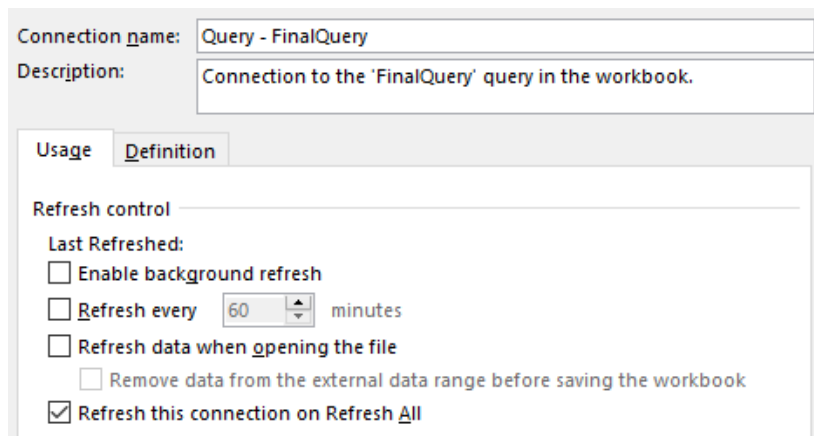 Connection name: Query - FinalQuery
Description: Connection to the 'FinalQuery' query in the workbook.
Usage Definition
Refresh control
Last Refreshed:
Enable background refresh
Refresh every 60 minutes
Refresh data when opening the file
Remove data from the external data range before saving the workbook
Refresh this connection on Refresh All